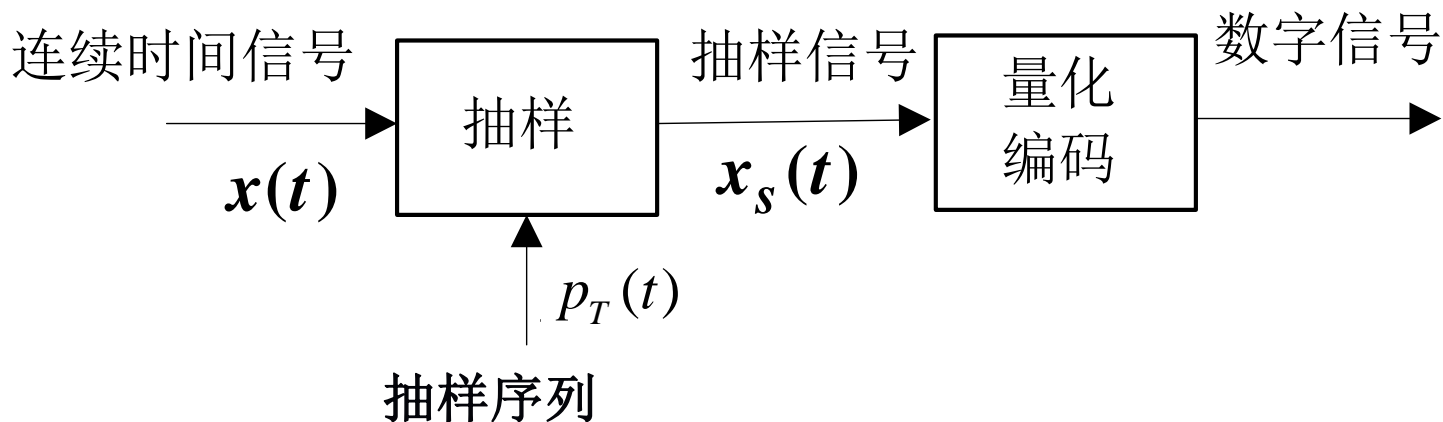 连续时间信号
x(t)
抽样
抽样信号
x_s(t)
量化
编码
数字信号
p_T(t)
抽样序列